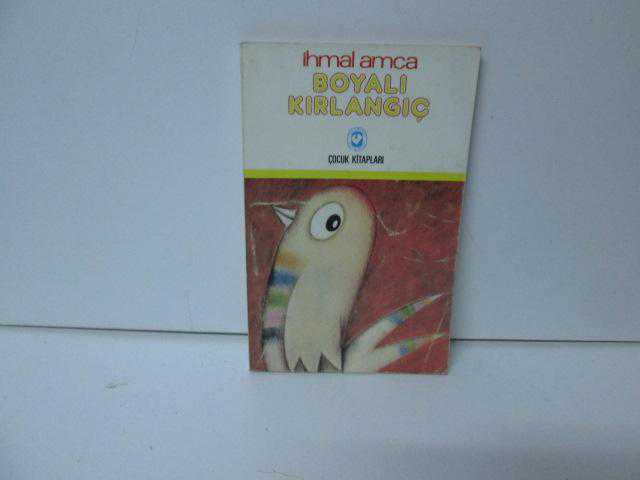 ihmal amca
BOYALI
KIRLANGIÇ
ÇOCUK KİTAPLARI